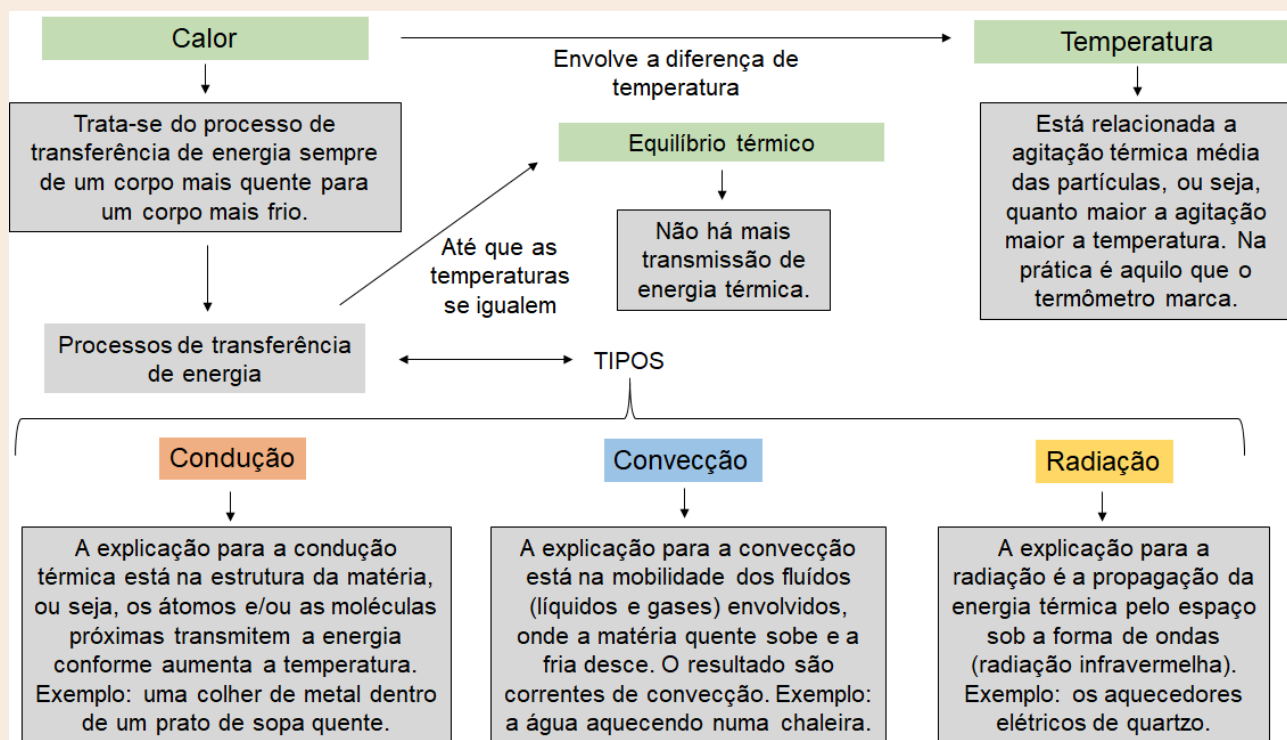 Calor
Envolve a diferença de
temperatura
Temperatura
Trata-se do processo de
transferência de energia sempre
de um corpo mais quente para
um corpo mais frio.
Equilíbrio térmico
Não há mais
transmissão de
energia térmica.
Está relacionada a
agitação térmica média
das partículas, ou seja,
quanto maior a agitação
maior a temperatura. Na
prática é aquilo que o
termômetro marca.
Até que as
temperaturas
se igualem
Processos de transferência
de energia
TIPOS
Condução
A explicação para a condução
térmica está na estrutura da matéria,
ou seja, os átomos e/ou as moléculas
próximas transmitem a energia
conforme aumenta a temperatura.
Exemplo: uma colher de metal dentro
de um prato de sopa quente.
Convecção
A explicação para a convecção
está na mobilidade dos fluídos
(líquidos e gases) envolvidos,
onde a matéria quente sobe e a
fria desce. O resultado são
correntes de convecção. Exemplo:
a água aquecendo numa chaleira.
Radiação
A explicação para a
radiação é a propagação da
energia térmica pelo espaço
sob a forma de ondas
(radiação infravermelha).
Exemplo: os aquecedores
elétricos de quartzo.